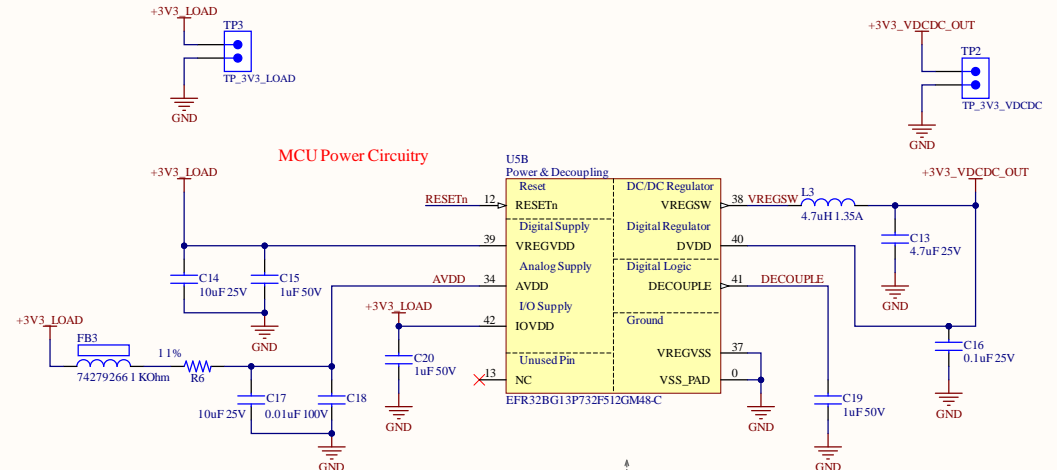 +3V3_LOAD
TP3
TP_3V3_LOAD
GND
+3V3_VDCDC_OUT
TP2
TP_3V3_VDCDC
GND
MCU Power Circuitry
U5B
Power & Decoupling
+3V3_LOAD
+3V3_VDCDC_OUT
Reset
DC/DC Regulator
RESETn
12
RESETn
VREGSW
38
VREGSW
L3
4.7uH 1.35A
Digital Supply
Digital Regulator
C13
4.7uF 25V
39
VREGVDD
DVDD
40
Analog Supply
Digital Logic
C14
10uF 25V
C15
1uF 50V
AVDD
34
AVDD
DECOUPLE
41
DECOUPLE
GND
+3V3_LOAD
I/O Supply
Ground
GND
+3V3_LOAD
42
IOVDD
FB3
74279266 1 KOhm
1 1%
R6
C20
1uF 50V
VREGVSS
37
C16
0.1uF 25V
Unused Pin
13
NC
VSS_PAD
0
EFR32BG13P732F512GM48-C
C17
10uF 25V
C18
0.01uF 100V
C19
1uF 50V
GND
GND
GND
GND
GND